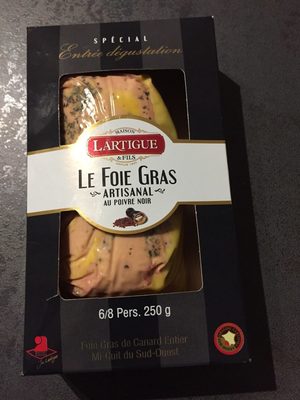 SPÉCIAL
Entrée dégustation
MAISON
LARTIGUE
& FILS
LE FOIE GRAS
ARTISANAL
AU POIVRE NOIR
6/8 Pers. 250 g
Foie Gras de Canard Entier
Mi-Cuit du Sud-Ouest